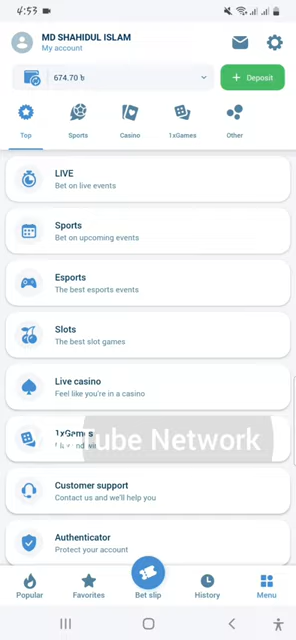 4:53
MD SHAHIDUL ISLAM
My account
674.70 ৳
+ Deposit
Top
Sports
Casino
1xGames
Other
LIVE
Bet on live events
Sports
Bet on upcoming events
Esports
The best esports events
Slots
The best slot games
Live casino
Feel like you're in a casino
1xGames
Tube Network
Customer support
Contact us and we'll help you
Authenticator
Protect your account
Popular
Favorites
Bet slip
History
Menu